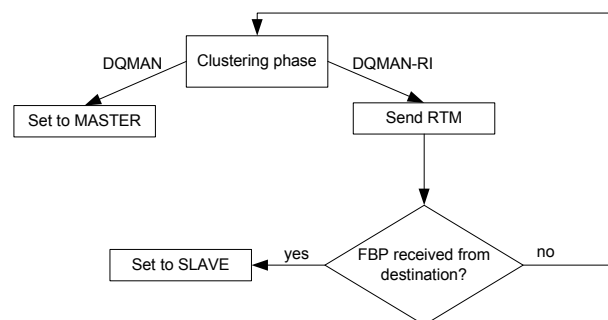 Clustering phase
DQMAN
DQMAN-RI
Set to MASTER
Send RTM
FBP received from
destination?
yes
no
Set to SLAVE